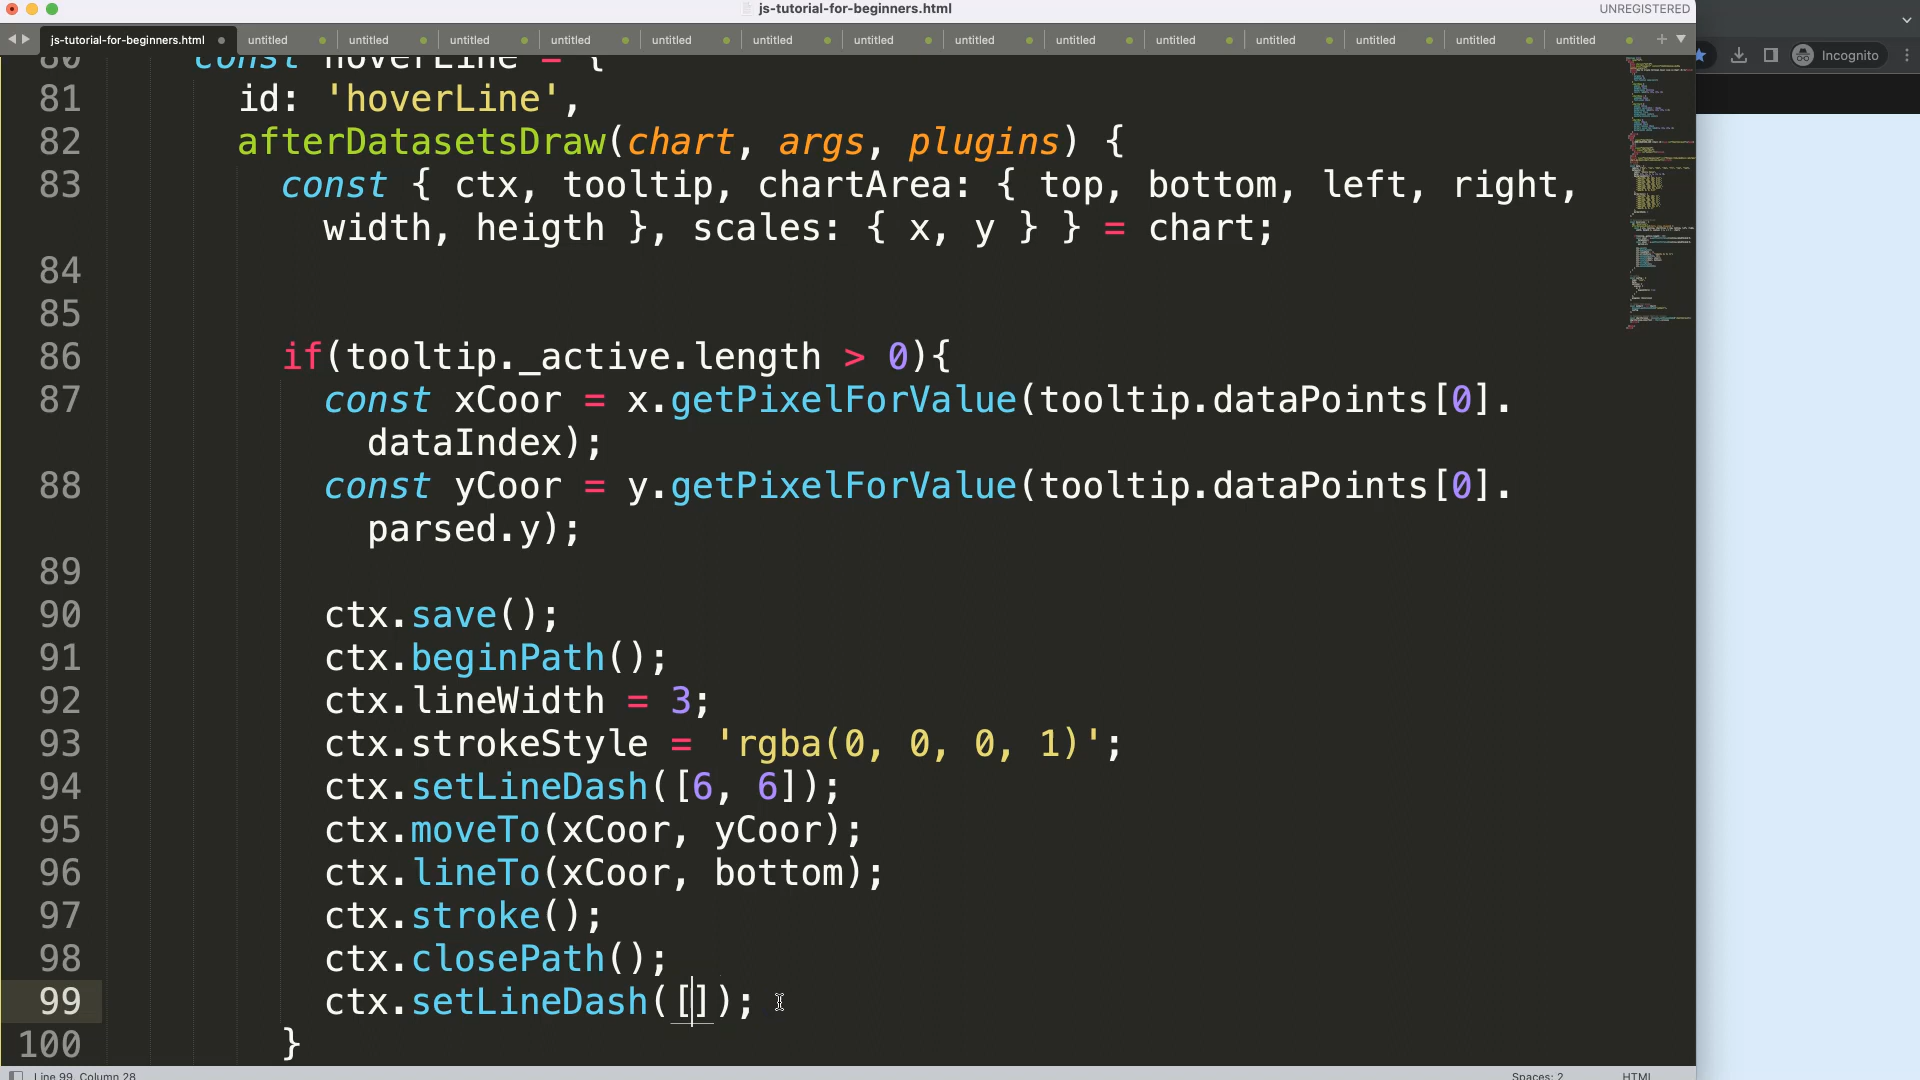 js-tutorial-for-beginners.html
UNREGISTERED
js-tutorial-for-beginners.html untitled untitled untitled untitled untitled untitled untitled untitled untitled untitled untitled untitled untitled untitled
Incognito
80 const hoverLine = {
81 id: 'hoverLine',
82 afterDatasetsDraw(chart, args, plugins) {
83 const { ctx, tooltip, chartArea: { top, bottom, left, right,
width, heigth }, scales: { x, y } } = chart;
84
85
86 if(tooltip._active.length > 0){
87 const xCoor = x.getPixelForValue(tooltip.dataPoints[0].
dataIndex);
88 const yCoor = y.getPixelForValue(tooltip.dataPoints[0].
parsed.y);
89
90 ctx.save();
91 ctx.beginPath();
92 ctx.lineWidth = 3;
93 ctx.strokeStyle = 'rgba(0, 0, 0, 1)';
94 ctx.setLineDash([6, 6]);
95 ctx.moveTo(xCoor, yCoor);
96 ctx.lineTo(xCoor, bottom);
97 ctx.stroke();
98 ctx.closePath();
99 ctx.setLineDash([]);
100 }
Line 99, Column 28 Spaces: 2 HTML